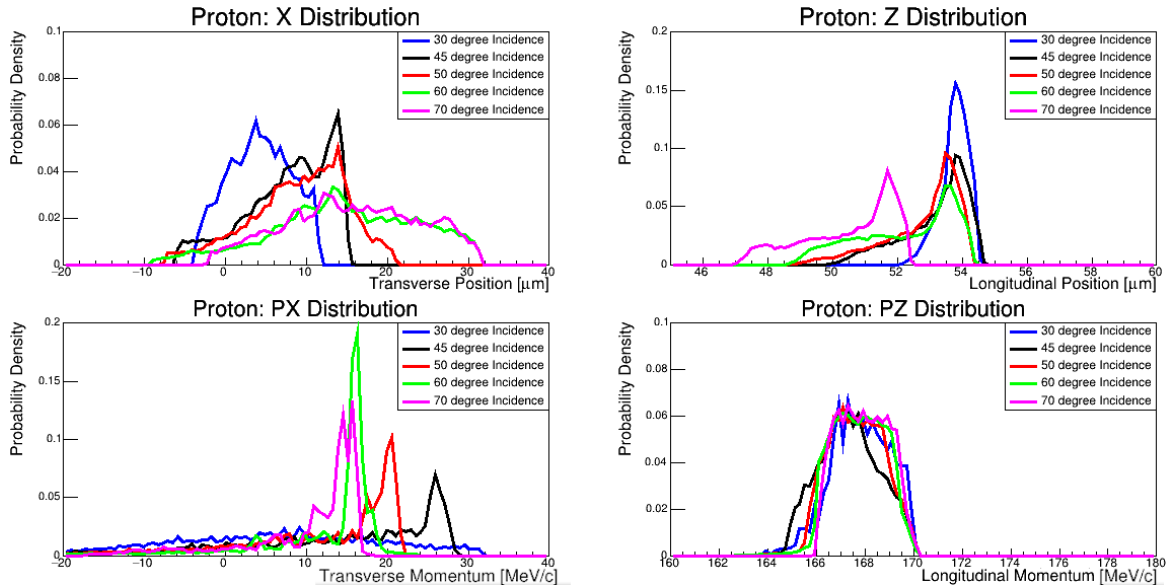 Proton: X Distribution
Probability Density
0.1
0.08
0.06
0.04
0.02
0
30 degree Incidence
45 degree Incidence
50 degree Incidence
60 degree Incidence
70 degree Incidence
−20 −10 0 10 20 30 40
Transverse Position [μm]
Proton: Z Distribution
Probability Density
0.2
0.15
0.1
0.05
0
30 degree Incidence
45 degree Incidence
50 degree Incidence
60 degree Incidence
70 degree Incidence
46 48 50 52 54 56 58 60
Longitudinal Position [μm]
Proton: PX Distribution
Probability Density
0.2
0.15
0.1
0.05
0
30 degree Incidence
45 degree Incidence
50 degree Incidence
60 degree Incidence
70 degree Incidence
−20 −10 0 10 20 30 40
Transverse Momentum [MeV/c]
Proton: PZ Distribution
Probability Density
0.1
0.08
0.06
0.04
0.02
0
30 degree Incidence
45 degree Incidence
50 degree Incidence
60 degree Incidence
70 degree Incidence
160 162 164 166 168 170 172 174 176 178 180
Longitudinal Momentum [MeV/c]